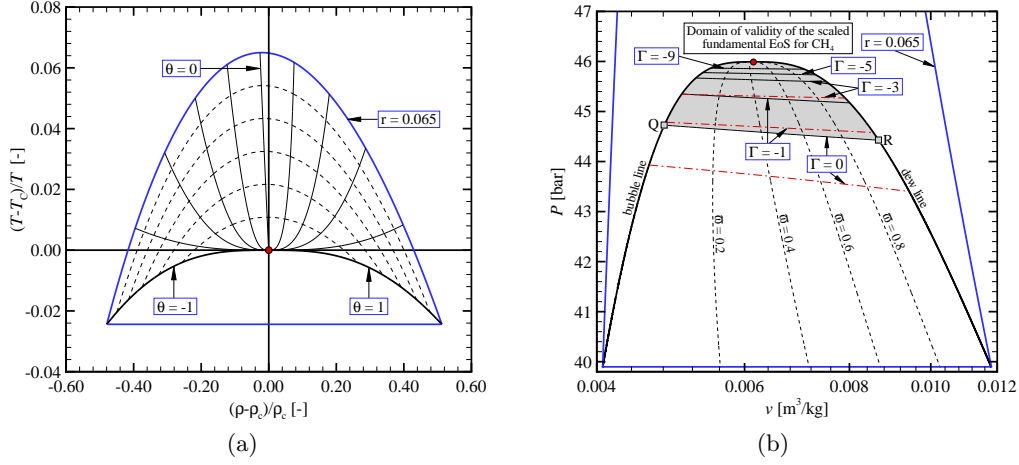 0.08
0.06
0.04
0.02
0.00
-0.02
-0.04
(T-T_C)/T [-]
θ = 0
r = 0.065
θ = -1
θ = 1
-0.60
-0.40
-0.20
0.00
0.20
0.40
0.60
(ρ-ρ_c)/ρ_c [-]
(a)
47
46
45
44
43
42
41
40
P [bar]
Domain of validity of the scaled
fundamental EoS for CH₄
r = 0.065
Γ = -9
Γ = -5
Γ = -3
Q
R
Γ = -1
Γ = 0
bubble line
dew line
ϖ = 0.2
ϖ = 0.4
ϖ = 0.6
ϖ = 0.8
0.004
0.006
0.008
0.010
0.012
v [m³/kg]
(b)